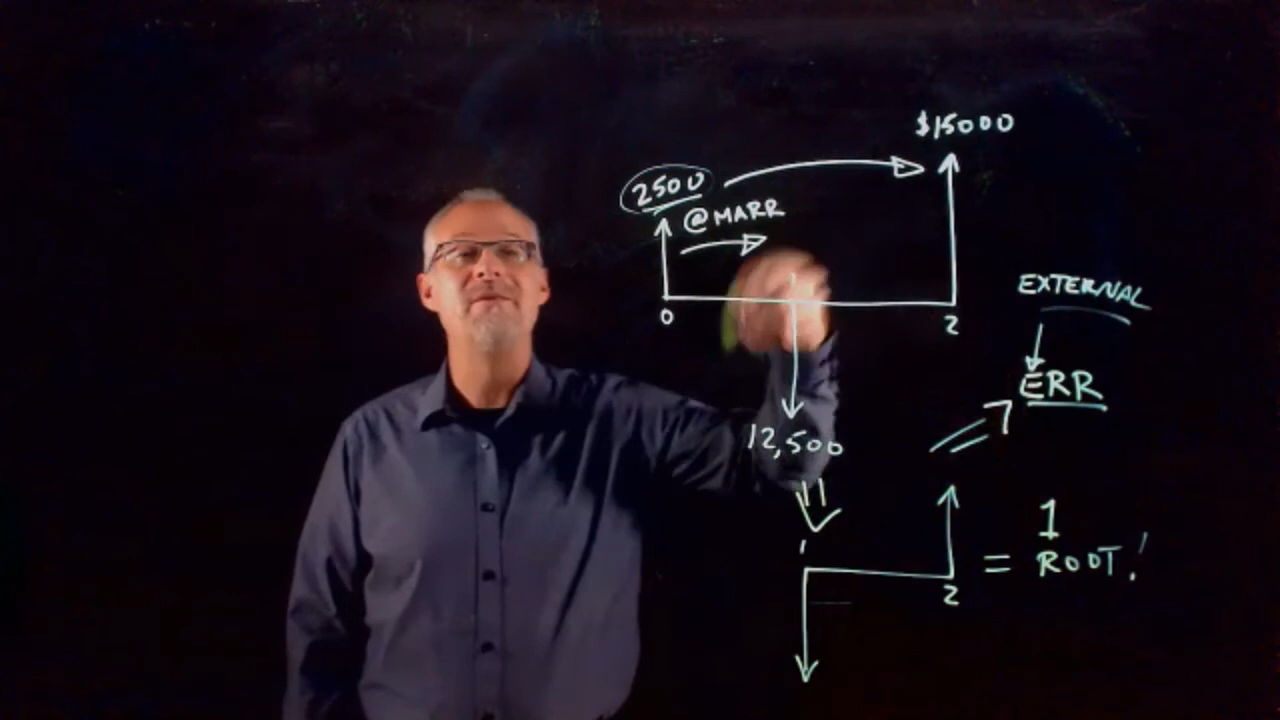 $15000
2500
@MARR
0
2
EXTERNAL
ERR
12,500
1
1
ROOT!
=
2